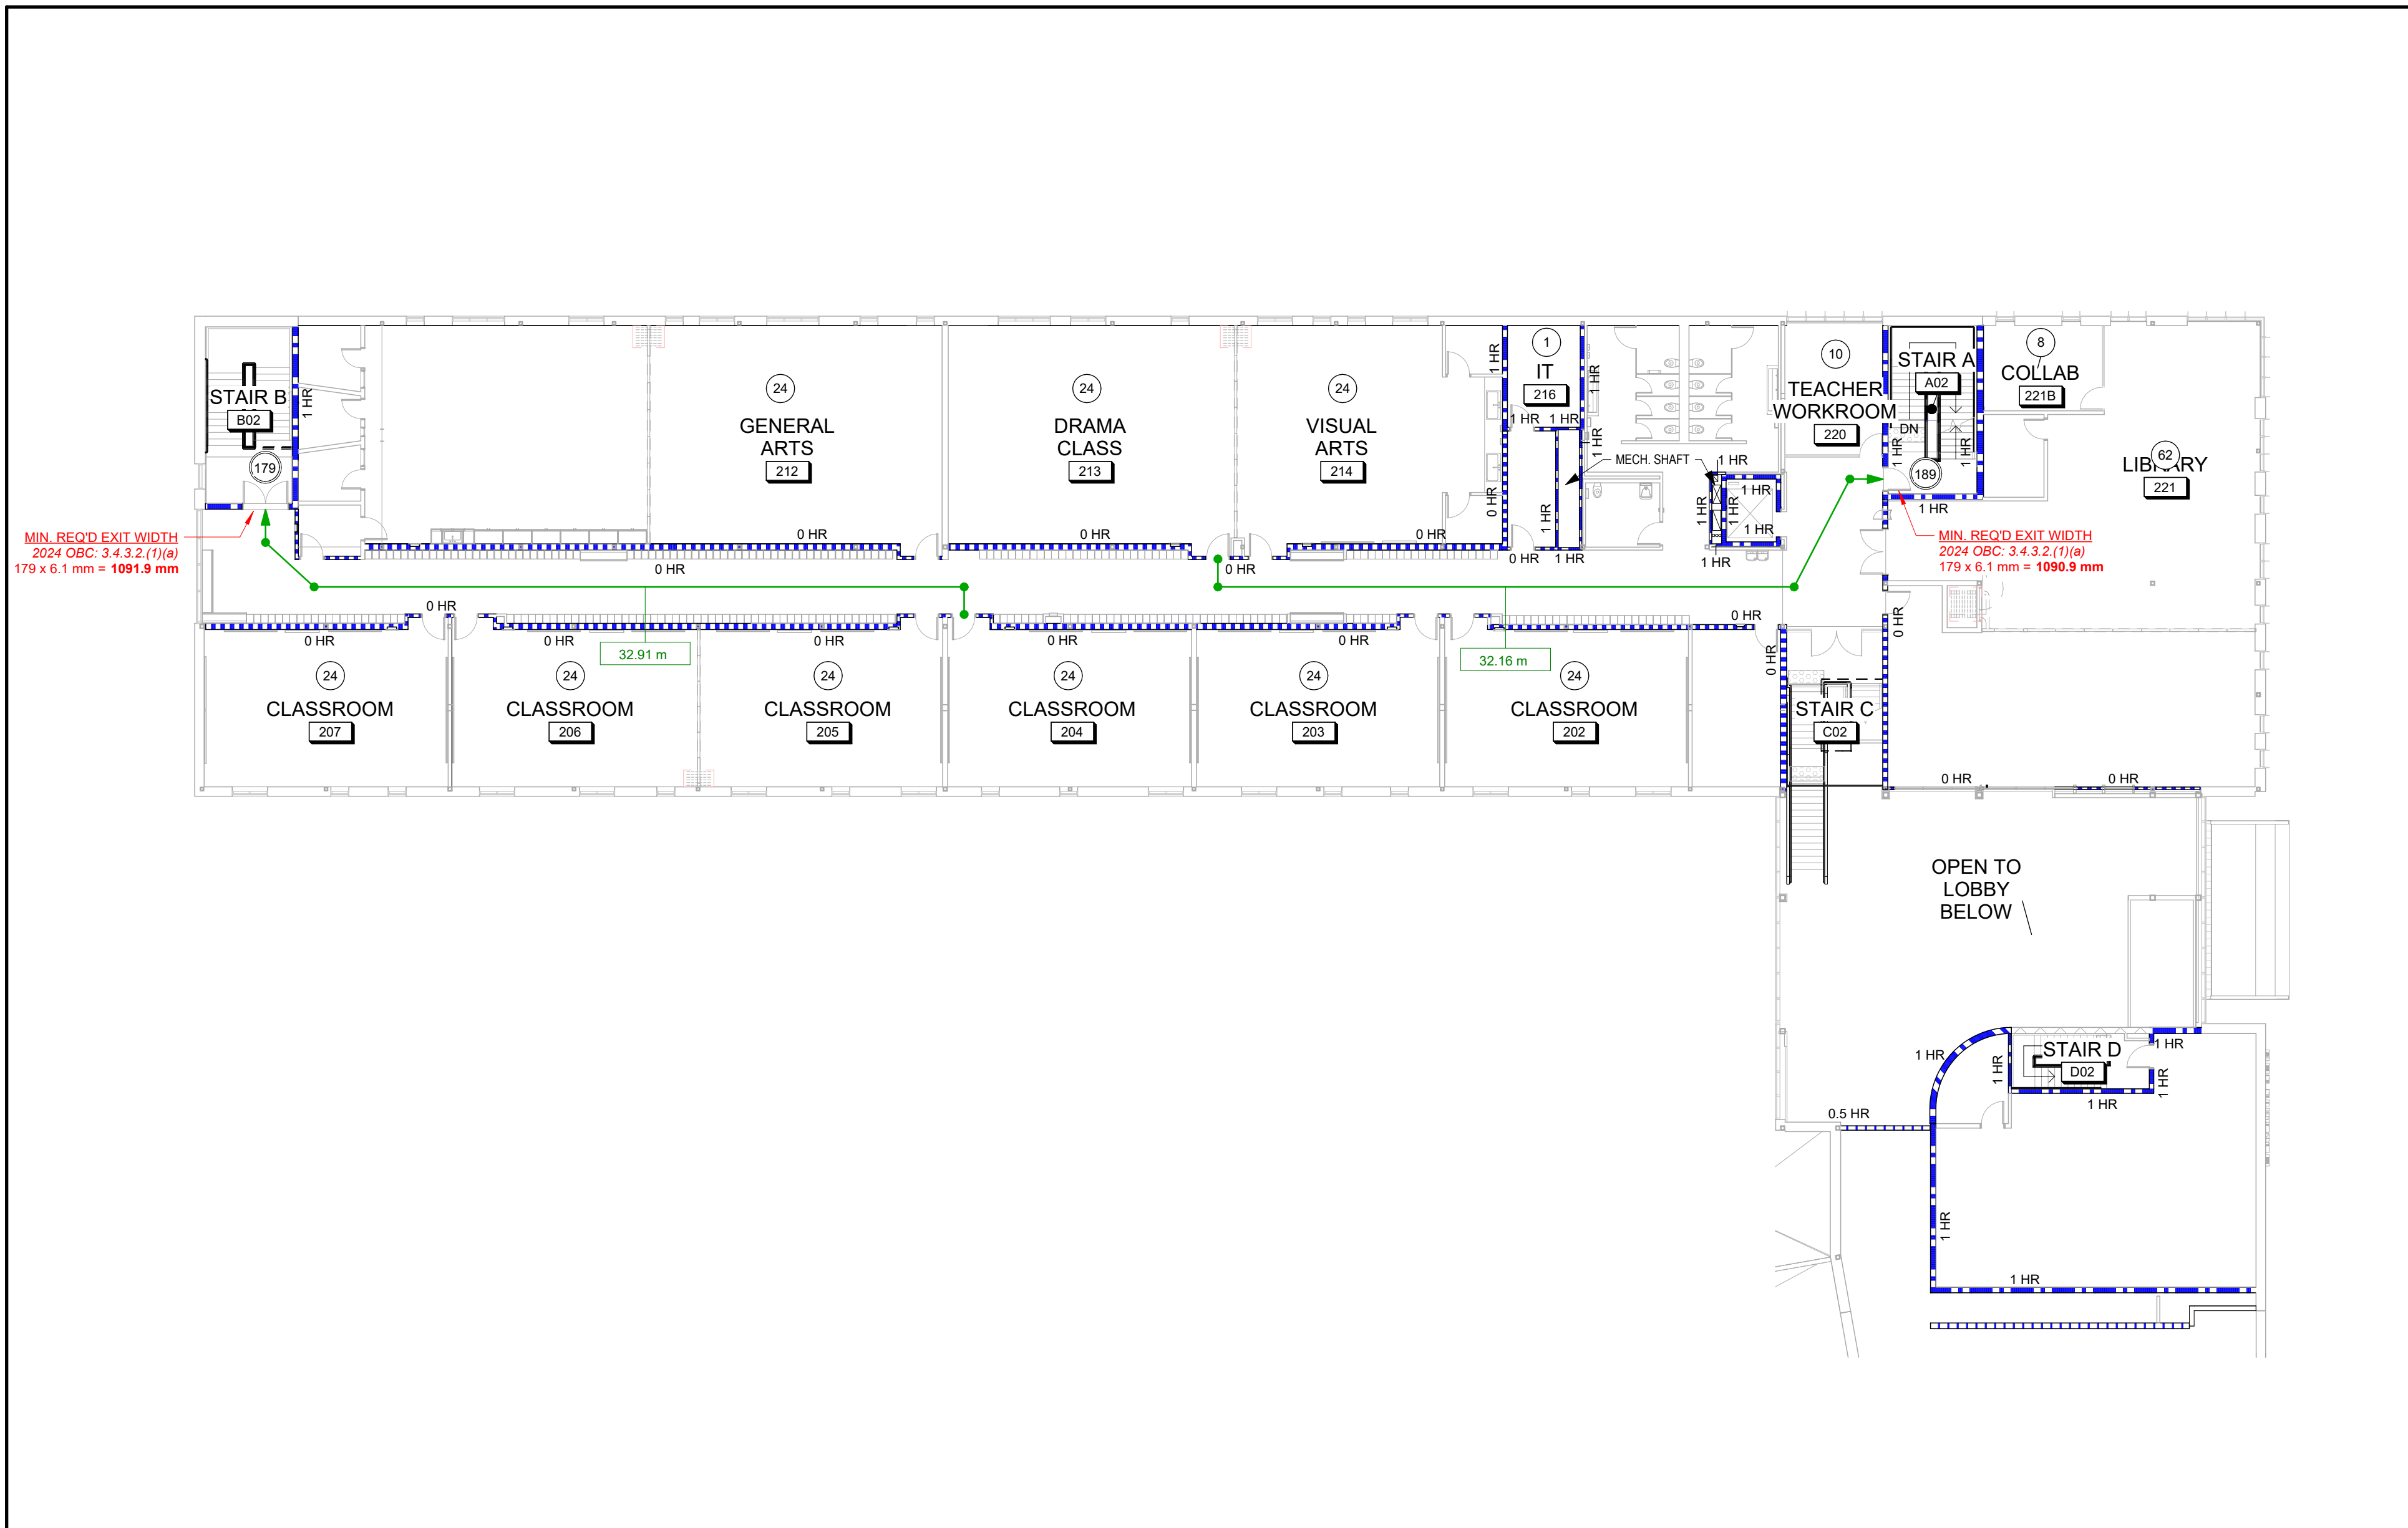 1 HR
1
IT
216
1 HR
1 HR
1 HR
1 HR
10
TEACHER
WORKROOM
220
STAIR A
A02
DN
1 HR
1 HR
189
1 HR
8
COLLAB
221B
62
LIBRARY
221
STAIR B
B02
1 HR
179
24
GENERAL
ARTS
212
24
DRAMA
CLASS
213
24
VISUAL
ARTS
214
0 HR
1 HR
1 HR
MECH. SHAFT
1 HR
1 HR
1 HR
1 HR
1 HR
1 HR
MIN. REQ'D EXIT WIDTH
2024 OBC: 3.4.3.2.(1)(a)
179 x 6.1 mm = 1091.9 mm
MIN. REQ'D EXIT WIDTH
2024 OBC: 3.4.3.2.(1)(a)
179 x 6.1 mm = 1090.9 mm
0 HR
0 HR
0 HR
0 HR
1 HR
0 HR
0 HR
0 HR
0 HR
0 HR
0 HR
0 HR
0 HR
0 HR
0 HR
0 HR
0 HR
32.91 m
32.16 m
24
CLASSROOM
207
24
CLASSROOM
206
24
CLASSROOM
205
24
CLASSROOM
204
24
CLASSROOM
203
24
CLASSROOM
202
STAIR C
C02
0 HR
0 HR
OPEN TO
LOBBY
BELOW
STAIR D
D02
1 HR
1 HR
1 HR
1 HR
1 HR
0.5 HR
1 HR
1 HR